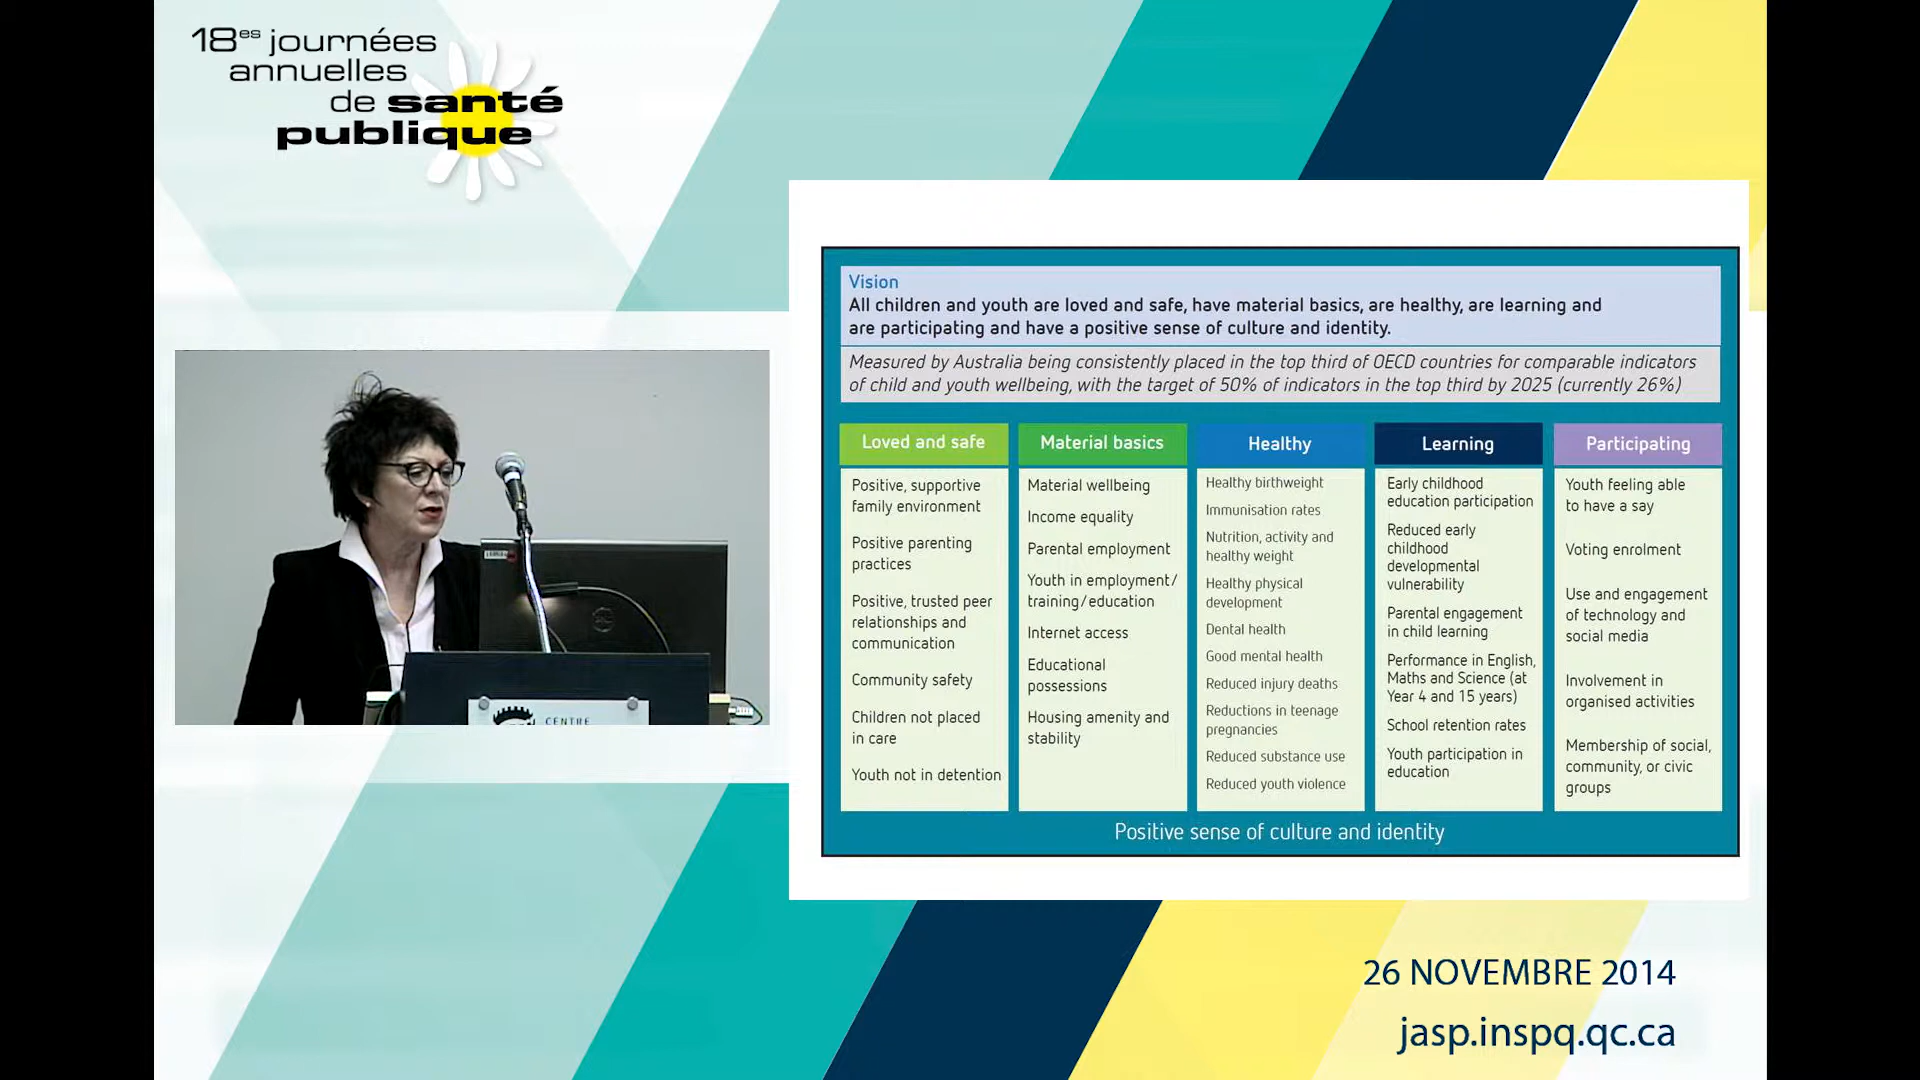 18es journées
annuelles
de santé
publique
Vision
All children and youth are loved and safe, have material basics, are healthy, are learning and
are participating and have a positive sense of culture and identity.
Measured by Australia being consistently placed in the top third of OECD countries for comparable indicators
of child and youth wellbeing, with the target of 50% of indicators in the top third by 2025 (currently 26%)
Loved and safe
Positive, supportive
family environment
Positive parenting
practices
Positive, trusted peer
relationships and
communication
Community safety
Children not placed
in care
Youth not in detention
Material basics
Material wellbeing
Income equality
Parental employment
Youth in employment/
training/education
Internet access
Educational
possessions
Housing amenity and
stability
Healthy
Healthy birthweight
Immunisation rates
Nutrition, activity and
healthy weight
Healthy physical
development
Dental health
Good mental health
Reduced injury deaths
Reductions in teenage
pregnancies
Reduced substance use
Reduced youth violence
Learning
Early childhood
education participation
Reduced early
childhood
developmental
vulnerability
Parental engagement
in child learning
Performance in English,
Maths and Science (at
Year 4 and 15 years)
School retention rates
Youth participation in
education
Participating
Youth feeling able
to have a say
Voting enrolment
Use and engagement
of technology and
social media
Involvement in
organised activities
Membership of social,
community, or civic
groups
Positive sense of culture and identity
CENTRE
26 NOVEMBRE 2014
jasp.inspq.qc.ca